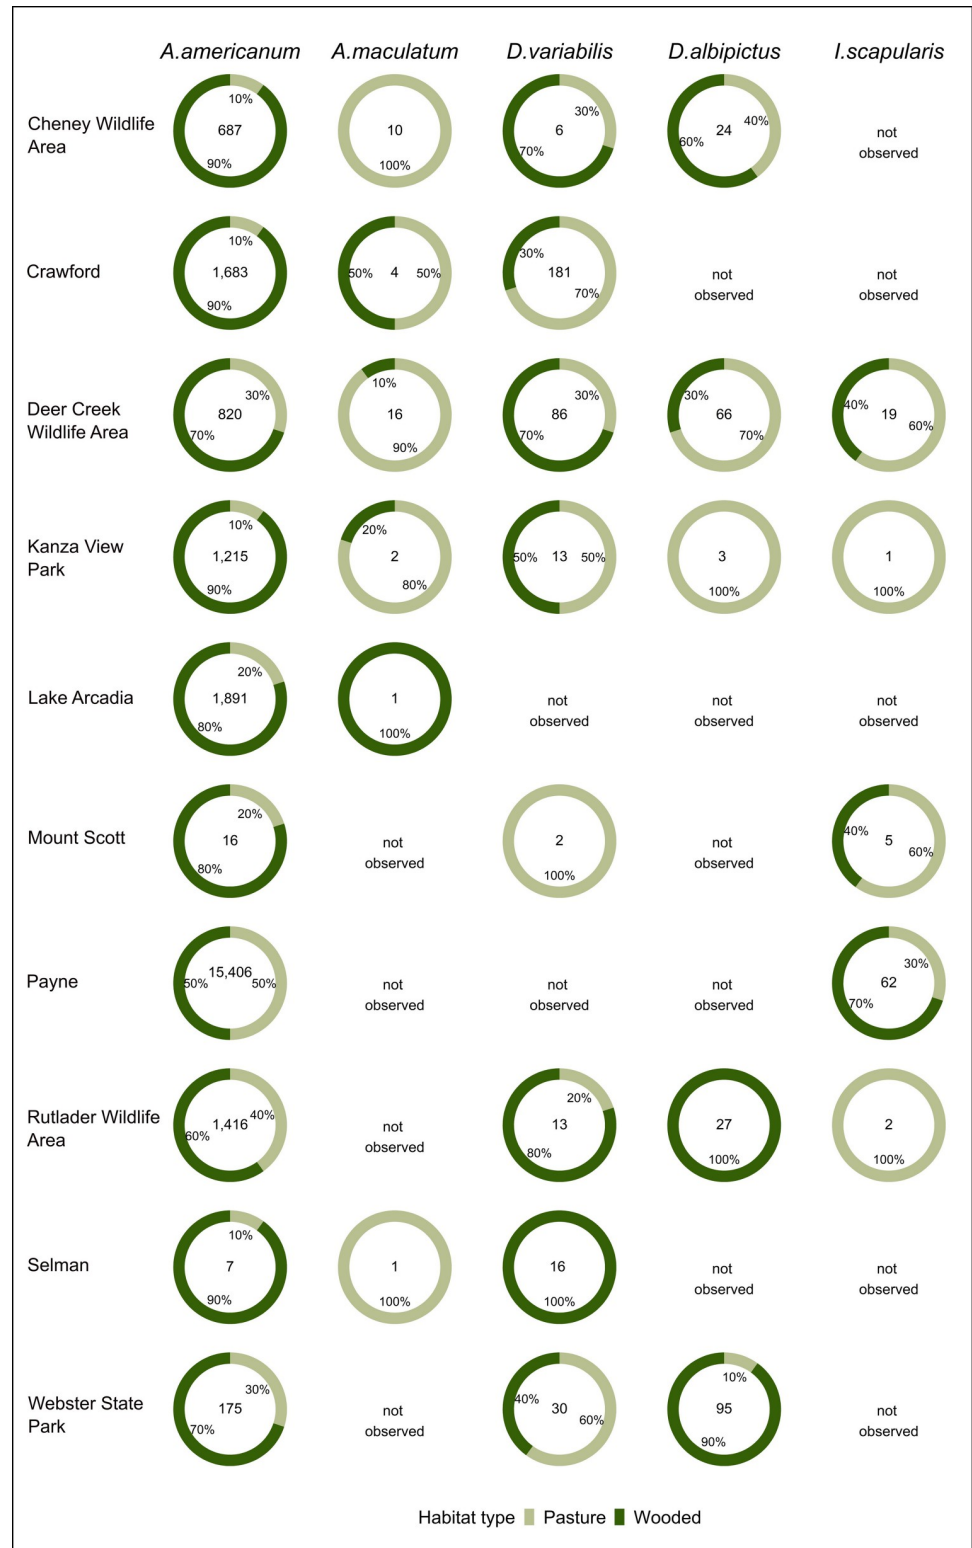 A.americanum A.maculatum D.variabilis D.albipictus I.scapularis
Cheney Wildlife
Area
10%
687
90%
10
100%
30%
6
70%
40%
24
60%
not
observed
Crawford
10%
1,683
90%
50% 4 50%
30%
181
70%
not
observed
not
observed
Deer Creek
Wildlife Area
30%
820
70%
10%
16
90%
30%
86
70%
30%
66
70%
40%
19
60%
Kanza View
Park
10%
1,215
90%
20%
2
80%
50% 13 50%
3
100%
1
100%
Lake Arcadia
20%
1,891
80%
1
100%
not
observed
not
observed
not
observed
Mount Scott
20%
16
80%
not
observed
2
100%
not
observed
40%
5
60%
Payne
15,406
50% 50%
not
observed
not
observed
not
observed
30%
62
70%
Rutlader Wildlife
Area
40%
1,416
60%
not
observed
20%
13
80%
27
100%
2
100%
Selman
10%
7
90%
1
100%
16
100%
not
observed
not
observed
Webster State
Park
30%
175
70%
not
observed
40%
30
60%
10%
95
90%
not
observed
Habitat type Pasture Wooded